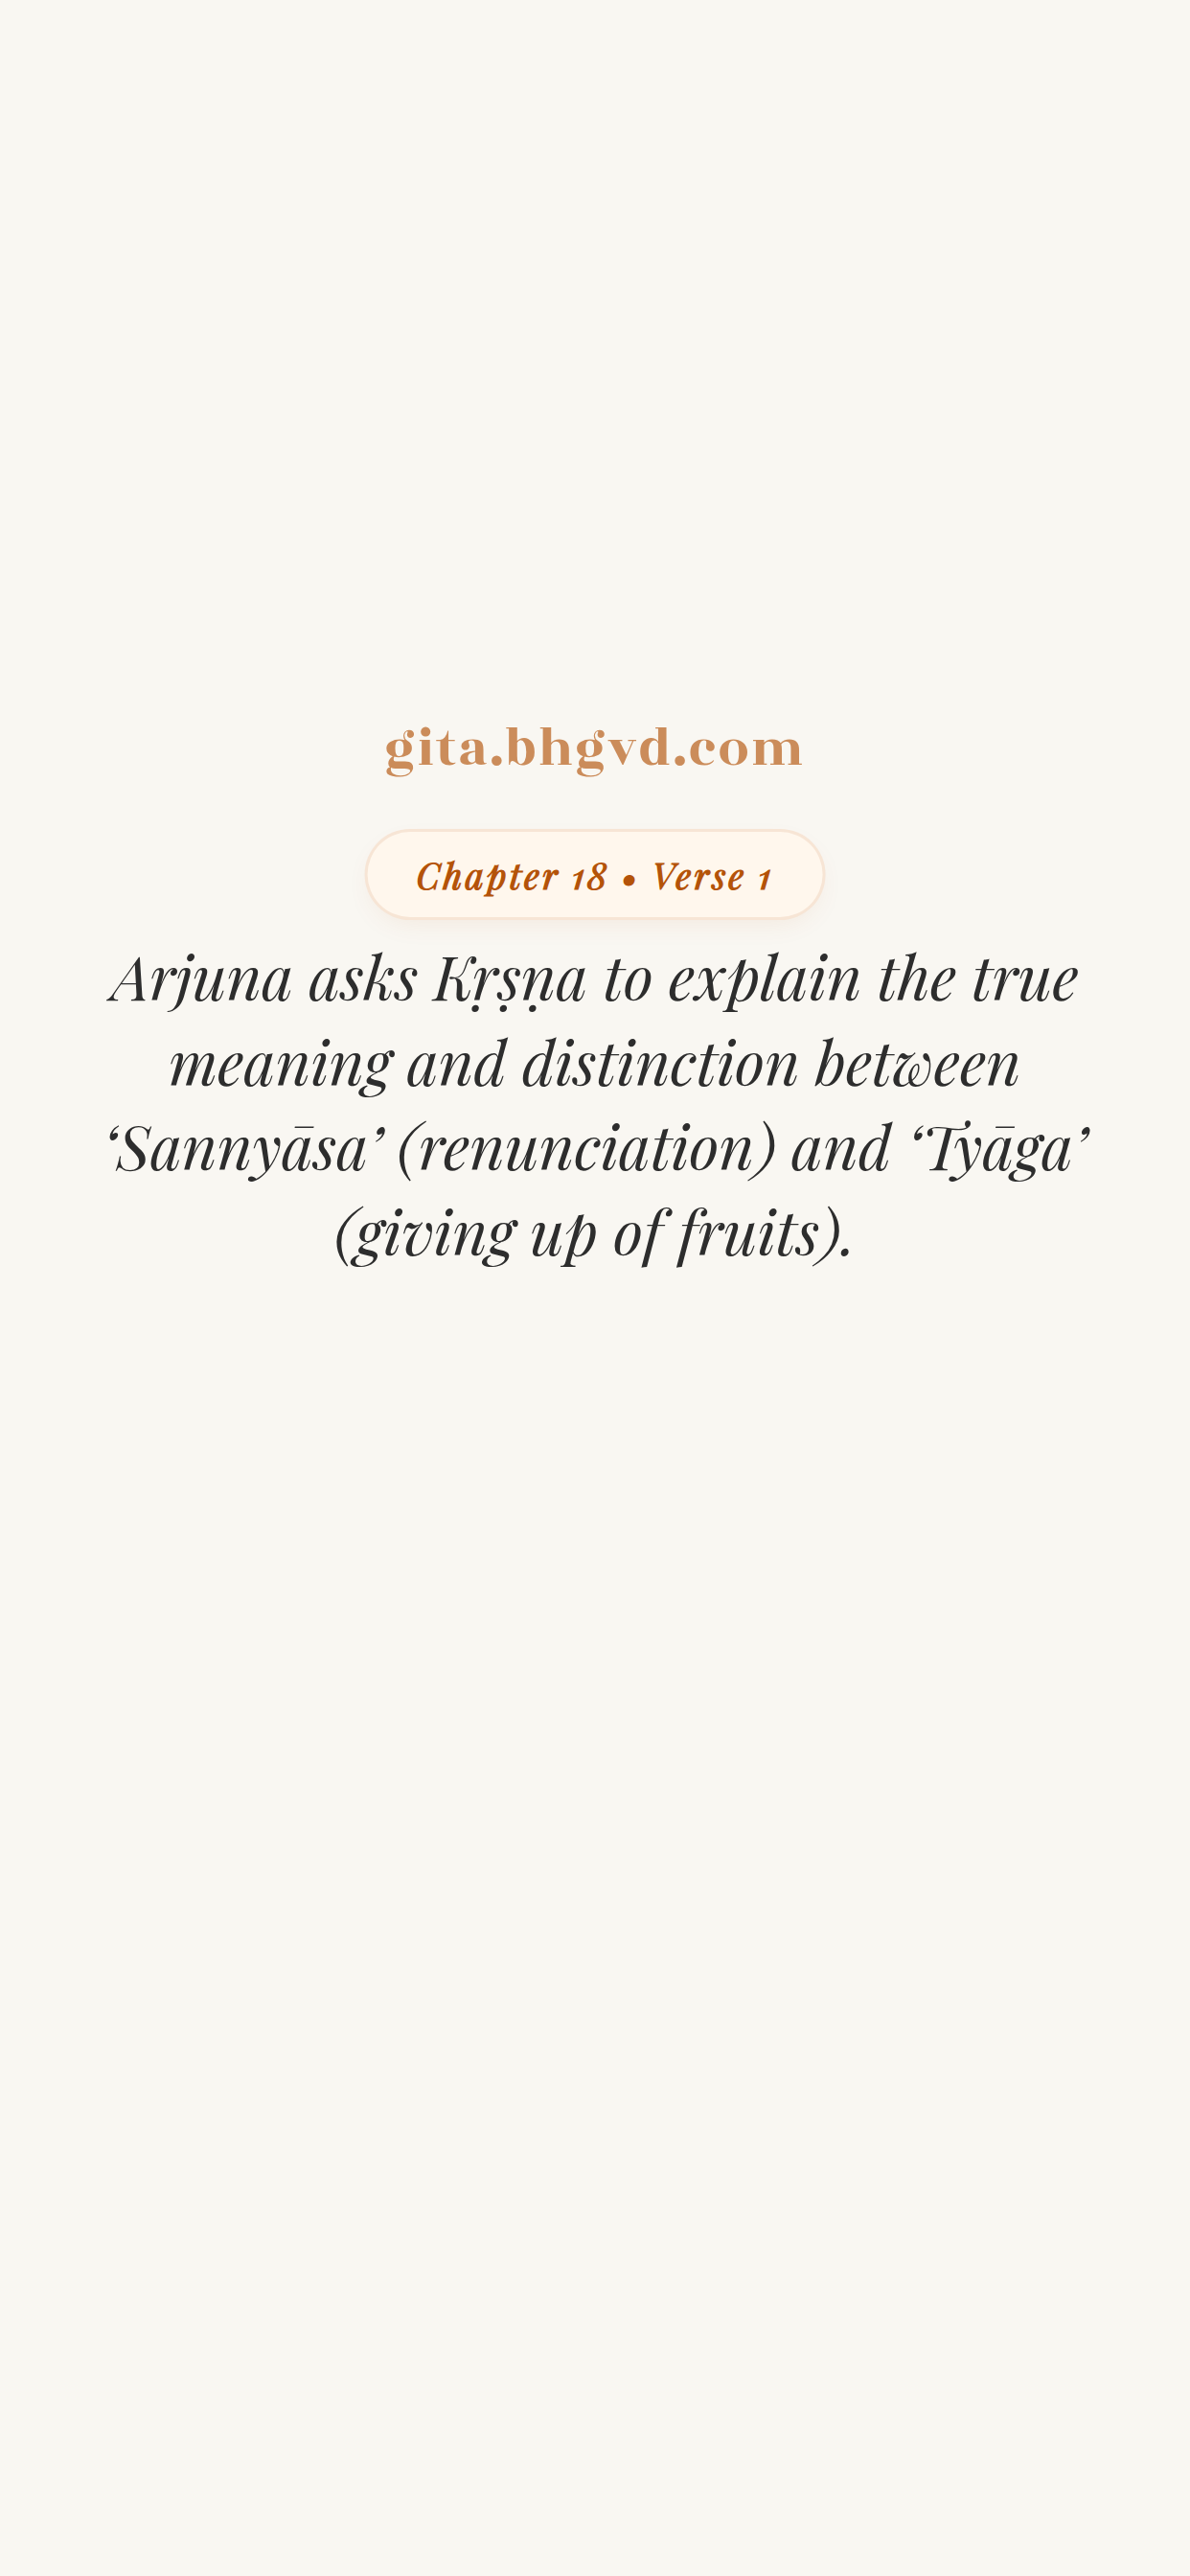 gita.bhgvd.com
Chapter 18 • Verse 1
Arjuna asks Kṛṣṇa to explain the true
meaning and distinction between
‘Sannyāsa’ (renunciation) and ‘Tyāga’
(giving up of fruits).